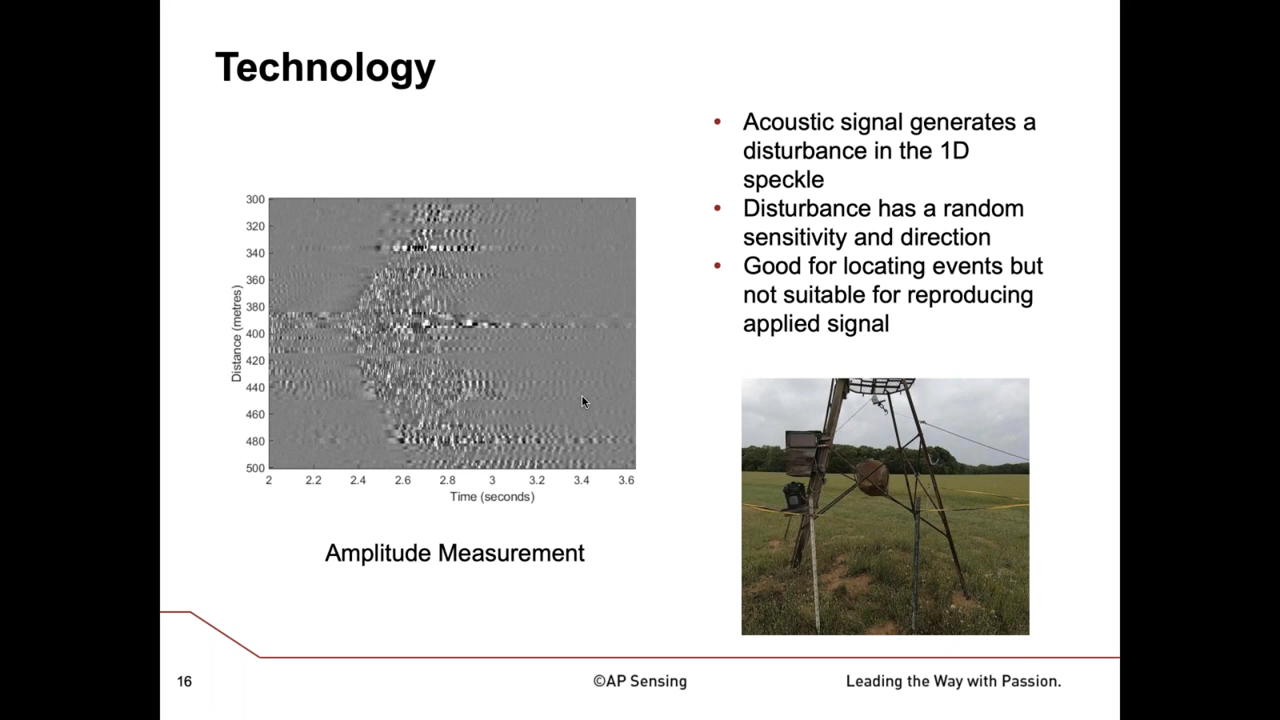 Technology
Acoustic signal generates a
disturbance in the 1D
speckle
Disturbance has a random
sensitivity and direction
Good for locating events but
not suitable for reproducing
applied signal
300
320
340
360
380
400
420
440
460
480
500
Distance (metres)
2 2.2 2.4 2.6 2.8 3 3.2 3.4 3.6
Time (seconds)
Amplitude Measurement
16
©AP Sensing
Leading the Way with Passion.